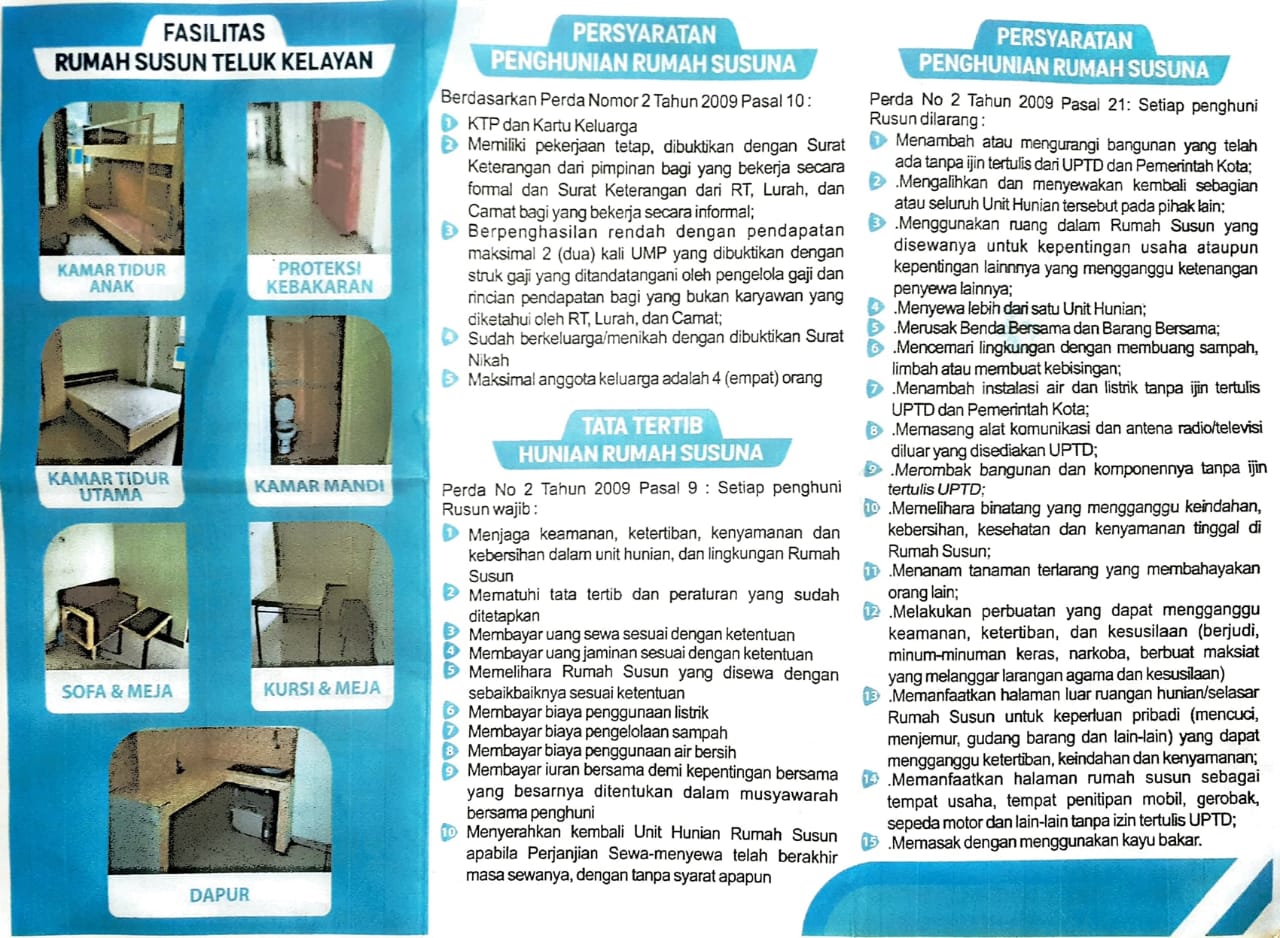 FASILITAS
RUMAH SUSUN TELUK KELAYAN
KAMAR TIDUR
ANAK
PROTEKSI
KEBAKARAN
KAMAR TIDUR
UTAMA
KAMAR MANDI
SOFA & MEJA
KURSI & MEJA
DAPUR
PERSYARATAN
PENGHUNIAN RUMAH SUSUNA
Berdasarkan Perda Nomor 2 Tahun 2009 Pasal 10 :
1 KTP dan Kartu Keluarga
2 Memiliki pekerjaan tetap, dibuktikan dengan Surat
Keterangan dari pimpinan bagi yang bekerja secara
formal dan Surat Keterangan dari RT, Lurah, dan
Camat bagi yang bekerja secara informal;
3 Berpenghasilan rendah dengan pendapatan
maksimal 2 (dua) kali UMP yang dibuktikan dengan
struk gaji yang ditandatangani oleh pengelola gaji dan
rincian pendapatan bagi yang bukan karyawan yang
diketahui oleh RT, Lurah, dan Camat;
4 Sudah berkeluarga/menikah dengan dibuktikan Surat
Nikah
5 Maksimal anggota keluarga adalah 4 (empat) orang
TATA TERTIB
HUNIAN RUMAH SUSUNA
Perda No 2 Tahun 2009 Pasal 9 : Setiap penghuni
Rusun wajib :
1 Menjaga keamanan, ketertiban, kenyamanan dan
kebersihan dalam unit hunian, dan lingkungan Rumah
Susun
2 Mematuhi tata tertib dan peraturan yang sudah
ditetapkan
3 Membayar uang sewa sesuai dengan ketentuan
4 Membayar uang jaminan sesuai dengan ketentuan
5 Memelihara Rumah Susun yang disewa dengan
sebaikbaiknya sesuai ketentuan
6 Membayar biaya penggunaan listrik
7 Membayar biaya pengelolaan sampah
8 Membayar biaya penggunaan air bersih
9 Membayar iuran bersama demi kepentingan bersama
yang besarnya ditentukan dalam musyawarah
bersama penghuni
10 Menyerahkan kembali Unit Hunian Rumah Susun
apabila Perjanjian Sewa-menyewa telah berakhir
masa sewanya, dengan tanpa syarat apapun
PERSYARATAN
PENGHUNIAN RUMAH SUSUNA
Perda No 2 Tahun 2009 Pasal 21: Setiap penghuni
Rusun dilarang :
1 Menambah atau mengurangi bangunan yang telah
ada tanpa ijin tertulis dari UPTD dan Pemerintah Kota;
2 .Mengalihkan dan menyewakan kembali sebagian
atau seluruh Unit Hunian tersebut pada pihak lain;
3 .Menggunakan ruang dalam Rumah Susun yang
disewanya untuk kepentingan usaha ataupun
kepentingan lainnnya yang mengganggu ketenangan
penyewa lainnya;
4 .Menyewa lebih dari satu Unit Hunian;
5 .Merusak Benda Bersama dan Barang Bersama;
6 .Mencemari lingkungan dengan membuang sampah,
limbah atau membuat kebisingan;
7 .Menambah instalasi air dan listrik tanpa ijin tertulis
UPTD dan Pemerintah Kota;
8 .Memasang alat komunikasi dan antena radio/televisi
diluar yang disediakan UPTD;
9 .Merombak bangunan dan komponennya tanpa ijin
tertulis UPTD;
10 .Memelihara binatang yang mengganggu keindahan,
kebersihan, kesehatan dan kenyamanan tinggal di
Rumah Susun;
11 .Menanam tanaman terlarang yang membahayakan
orang lain;
12 .Melakukan perbuatan yang dapat mengganggu
keamanan, ketertiban, dan kesusilaan (berjudi,
minum-minuman keras, narkoba, berbuat maksiat
yang melanggar larangan agama dan kesusilaan)
13 .Memanfaatkan halaman luar ruangan hunian/selasar
Rumah Susun untuk keperluan pribadi (mencuci,
menjemur, gudang barang dan lain-lain) yang dapat
mengganggu ketertiban, keindahan dan kenyamanan;
14 .Memanfaatkan halaman rumah susun sebagai
tempat usaha, tempat penitipan mobil, gerobak,
sepeda motor dan lain-lain tanpa izin tertulis UPTD;
15 .Memasak dengan menggunakan kayu bakar.